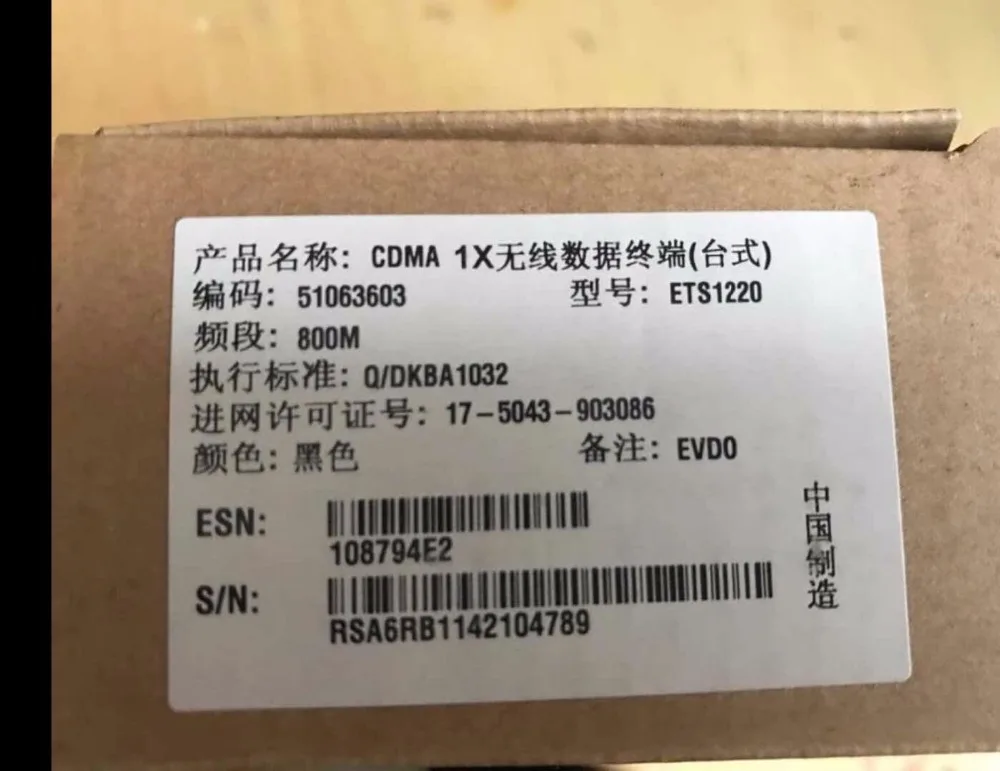 产品名称: CDMA 1X无线数据终端(台式)
编码: 51063603 型号: ETS1220
频段: 800M
执行标准: Q/DKBA1032
进网许可证号: 17-5043-903086
颜色: 黑色 备注: EVDO
ESN:
108794E2
S/N:
RSA6RB1142104789
中国制造